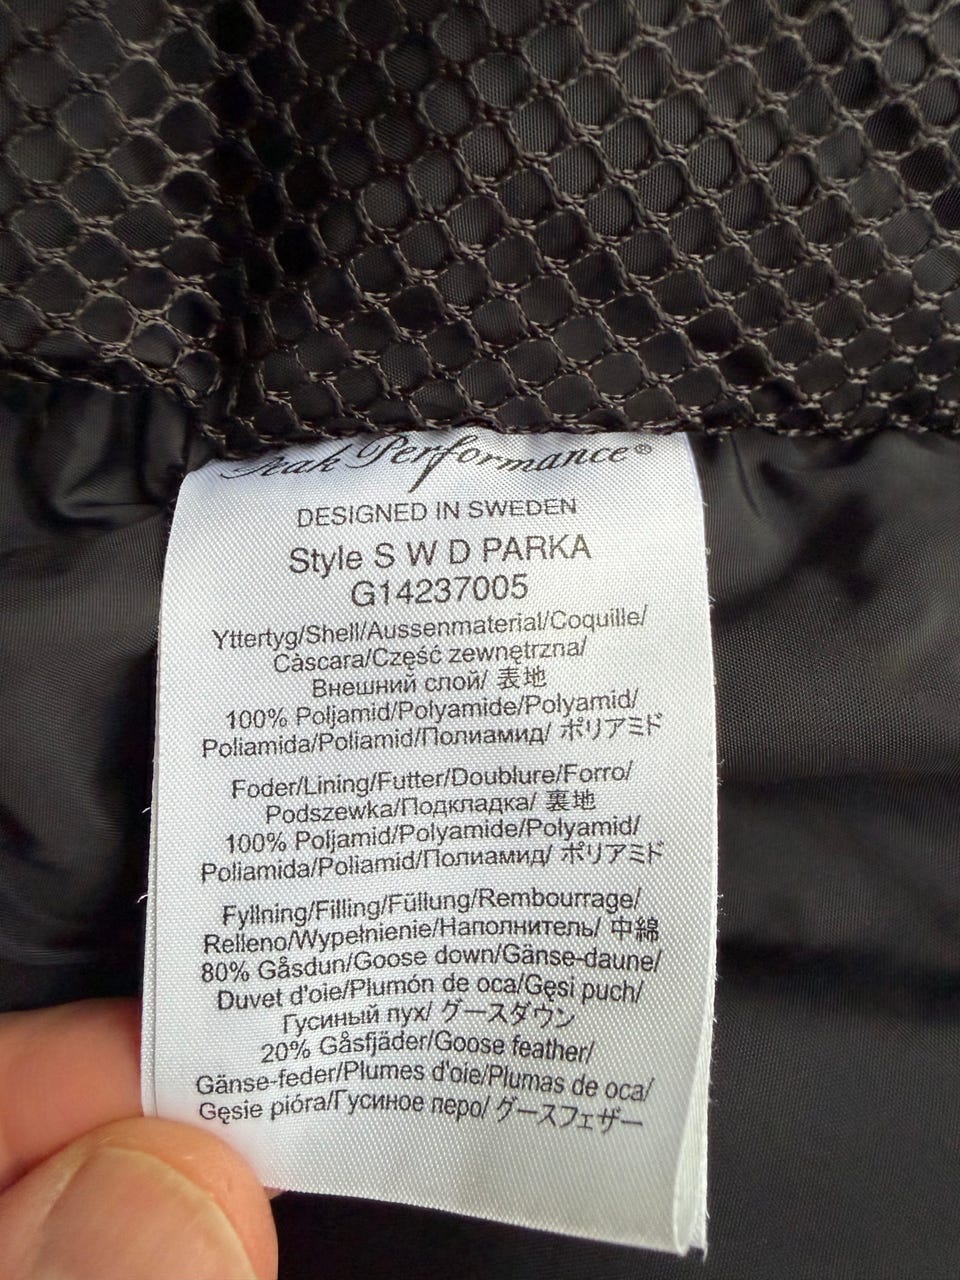 Peak Performance®
DESIGNED IN SWEDEN
Style S W D PARKA
G14237005
Yttertyg/Shell/Aussenmaterial/Coquille/
Càscara/Część zewnętrzna/
Внешний слой/ 表地
100% Poljamid/Polyamide/Polyamid/
Poliamida/Poliamid/Полиамид/ ポリアミド
Foder/Lining/Futter/Doublure/Forro/
Podszewka/Подкладка/ 裏地
100% Poljamid/Polyamide/Polyamid/
Poliamida/Poliamid/Полиамид/ ポリアミド
Fyllning/Filling/Füllung/Rembourrage/
Relleno/Wypełnienie/Наполнитель/ 中綿
80% Gåsdun/Goose down/Gänse-daune/
Duvet d'oie/Plumón de oca/Gęsi puch/
Гусиный пух/ グースダウン
20% Gåsfjäder/Goose feather/
Gänse-feder/Plumes d'oie/Plumas de oca/
Gęsie pióra/Гусиное перо/ グースフェザー